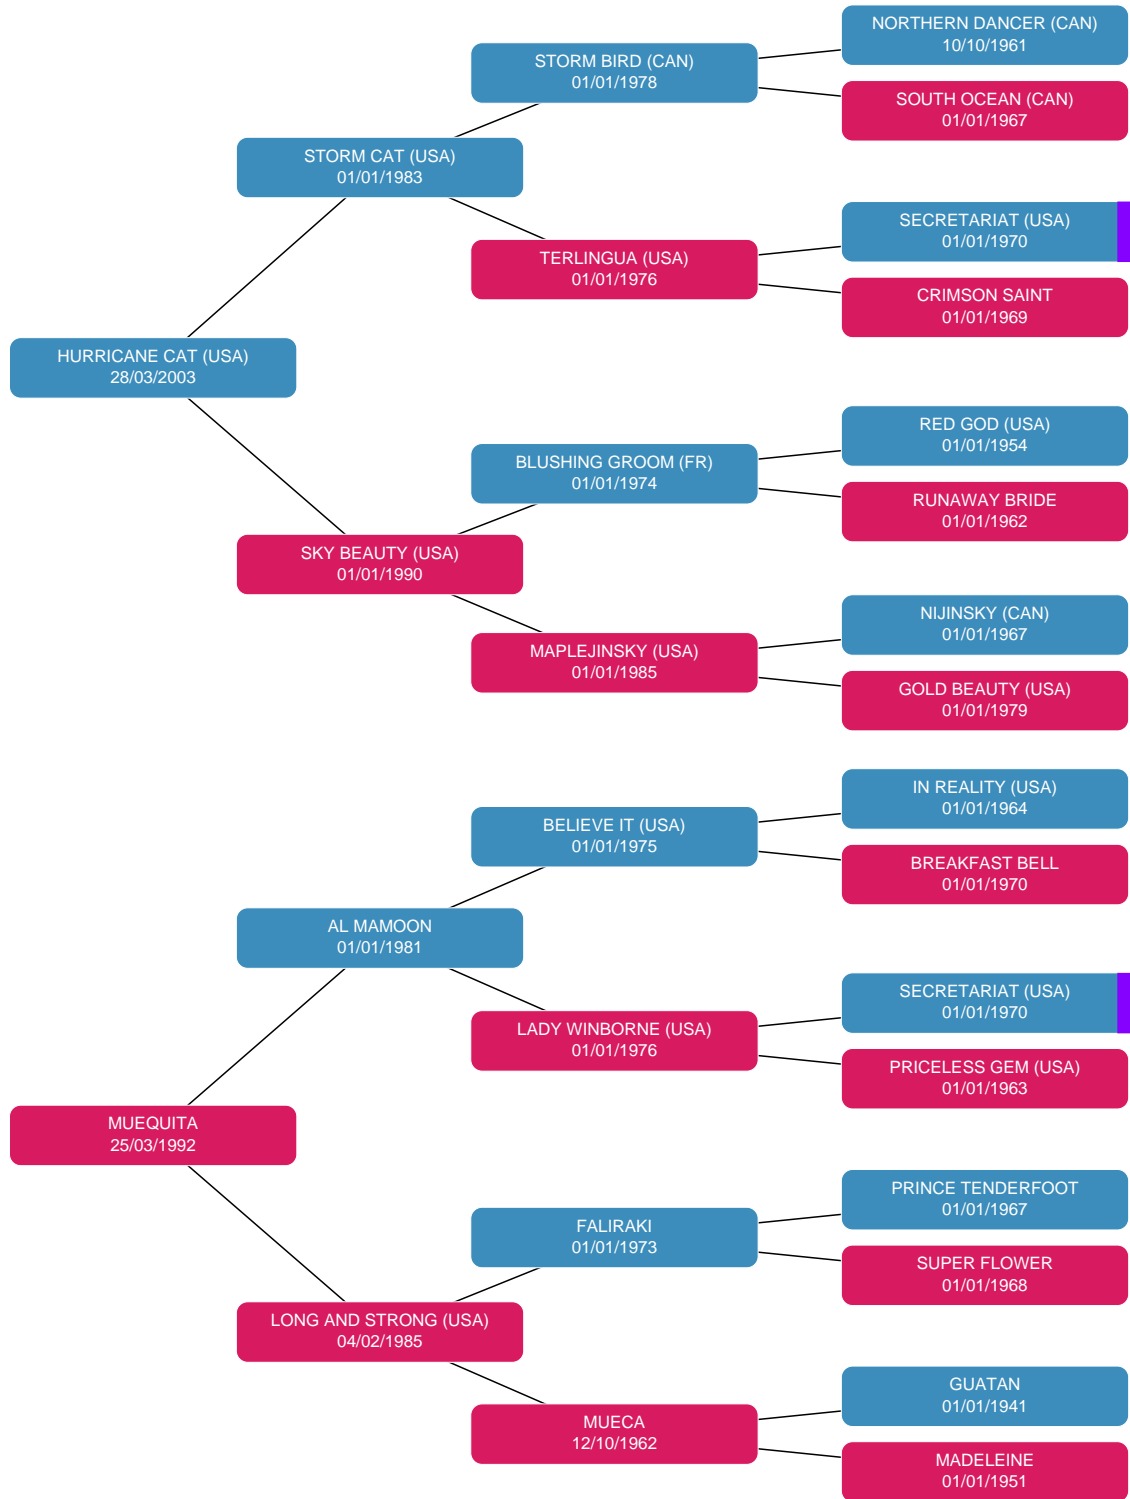 NORTHERN DANCER (CAN)
10/10/1961
STORM BIRD (CAN)
01/01/1978
SOUTH OCEAN (CAN)
01/01/1967
STORM CAT (USA)
01/01/1983
SECRETARIAT (USA)
01/01/1970
TERLINGUA (USA)
01/01/1976
CRIMSON SAINT
01/01/1969
HURRICANE CAT (USA)
28/03/2003
RED GOD (USA)
01/01/1954
BLUSHING GROOM (FR)
01/01/1974
RUNAWAY BRIDE
01/01/1962
SKY BEAUTY (USA)
01/01/1990
NIJINSKY (CAN)
01/01/1967
MAPLEJINSKY (USA)
01/01/1985
GOLD BEAUTY (USA)
01/01/1979
IN REALITY (USA)
01/01/1964
BELIEVE IT (USA)
01/01/1975
BREAKFAST BELL
01/01/1970
AL MAMOON
01/01/1981
SECRETARIAT (USA)
01/01/1970
LADY WINBORNE (USA)
01/01/1976
PRICELESS GEM (USA)
01/01/1963
MUEQUITA
25/03/1992
PRINCE TENDERFOOT
01/01/1967
FALIRAKI
01/01/1973
SUPER FLOWER
01/01/1968
LONG AND STRONG (USA)
04/02/1985
GUATAN
01/01/1941
MUECA
12/10/1962
MADELEINE
01/01/1951